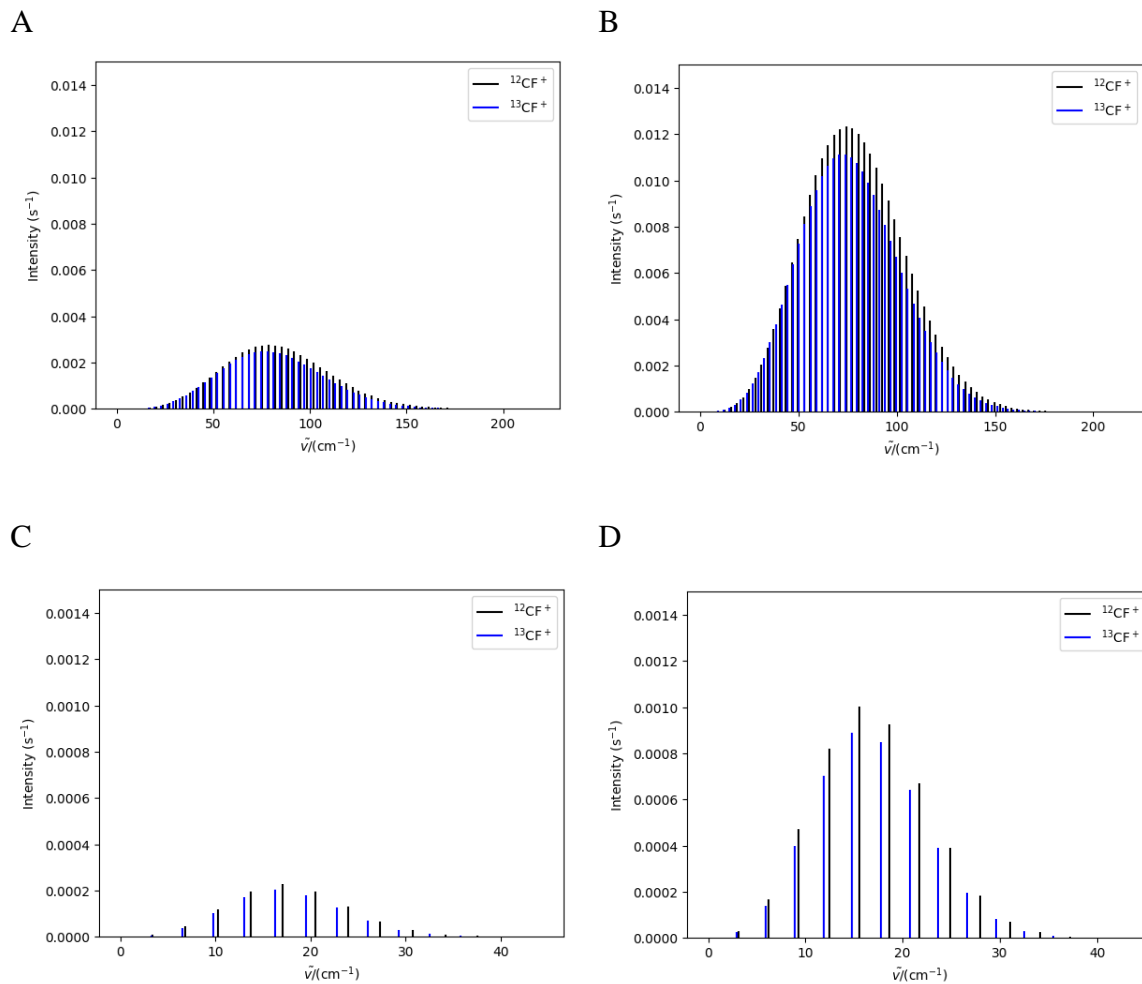 A
0.014
0.012
0.010
0.008
0.006
0.004
0.002
0.000
Intensity (s⁻¹)
¹²CF⁺
¹³CF⁺
0 50 100 150 200
ṽ/(cm⁻¹)
B
0.014
0.012
0.010
0.008
0.006
0.004
0.002
0.000
Intensity (s⁻¹)
¹²CF⁺
¹³CF⁺
0 50 100 150 200
ṽ/(cm⁻¹)
C
0.0014
0.0012
0.0010
0.0008
0.0006
0.0004
0.0002
0.0000
Intensity (s⁻¹)
¹²CF⁺
¹³CF⁺
0 10 20 30 40
ṽ/(cm⁻¹)
D
0.0014
0.0012
0.0010
0.0008
0.0006
0.0004
0.0002
0.0000
Intensity (s⁻¹)
¹²CF⁺
¹³CF⁺
0 10 20 30 40
ṽ/(cm⁻¹)